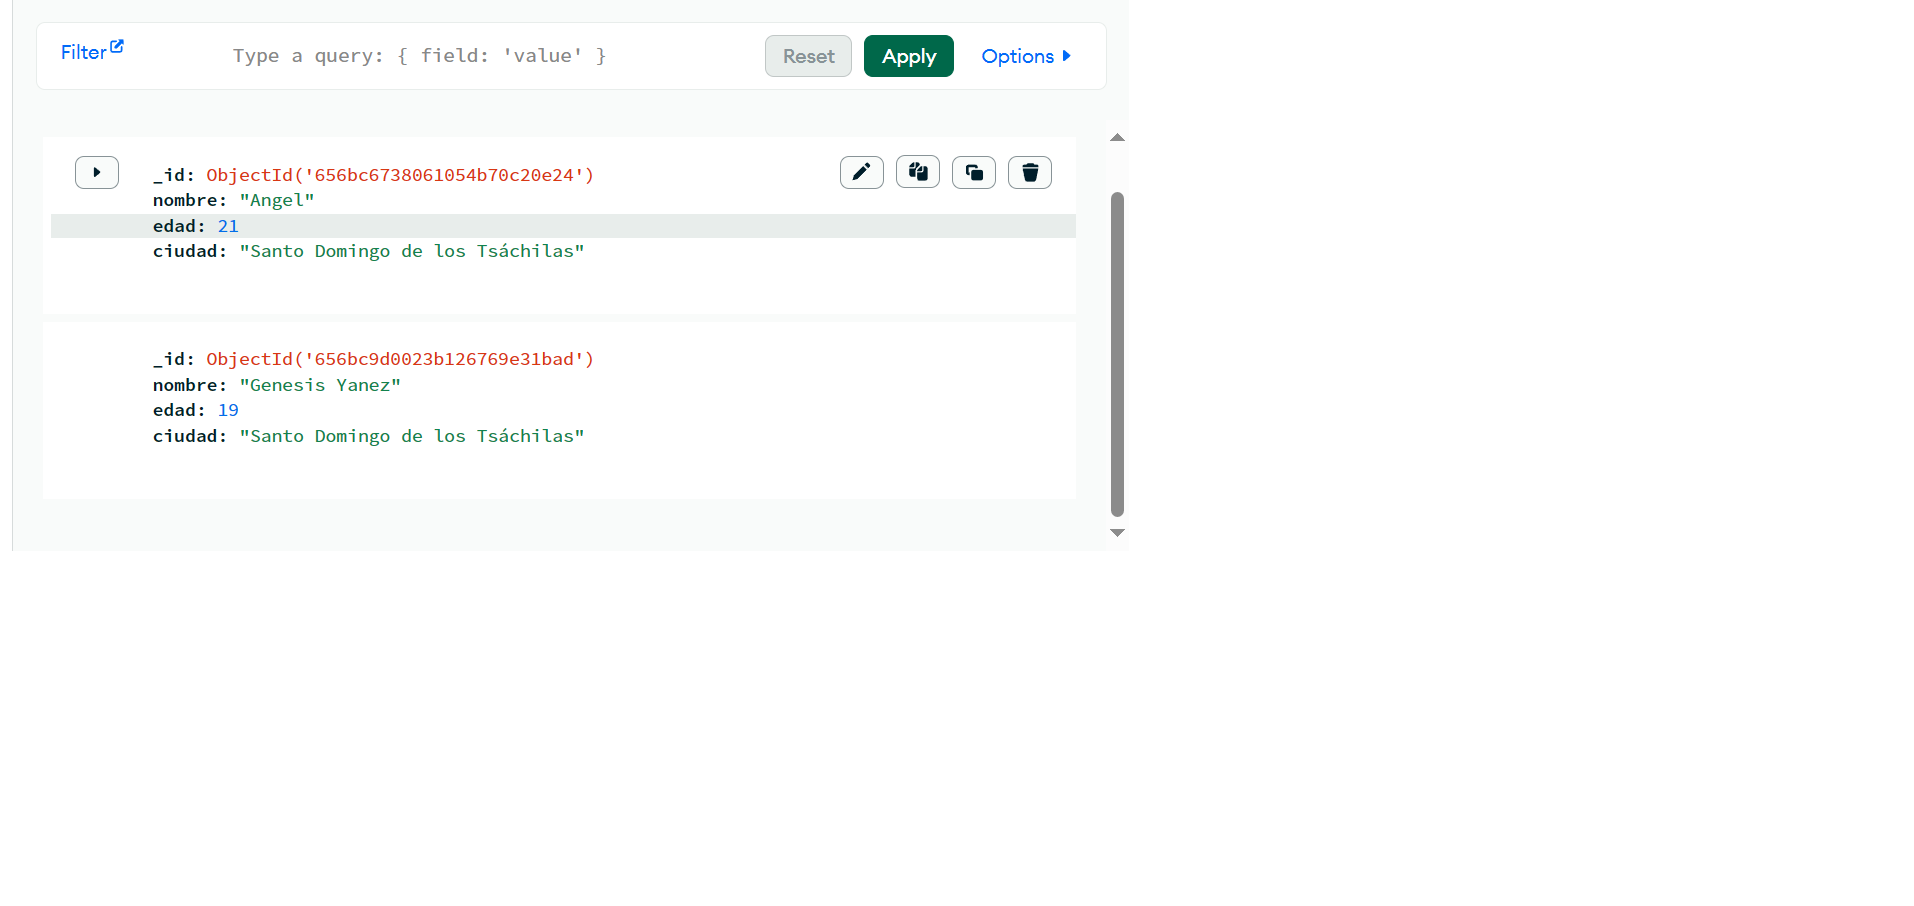 Filter
Type a query: { field: 'value' }
Reset
Apply
Options
_id: ObjectId('656bc6738061054b70c20e24')
nombre: "Angel"
edad: 21
ciudad: "Santo Domingo de los Tsáchilas"
_id: ObjectId('656bc9d0023b126769e31bad')
nombre: "Genesis Yanez"
edad: 19
ciudad: "Santo Domingo de los Tsáchilas"